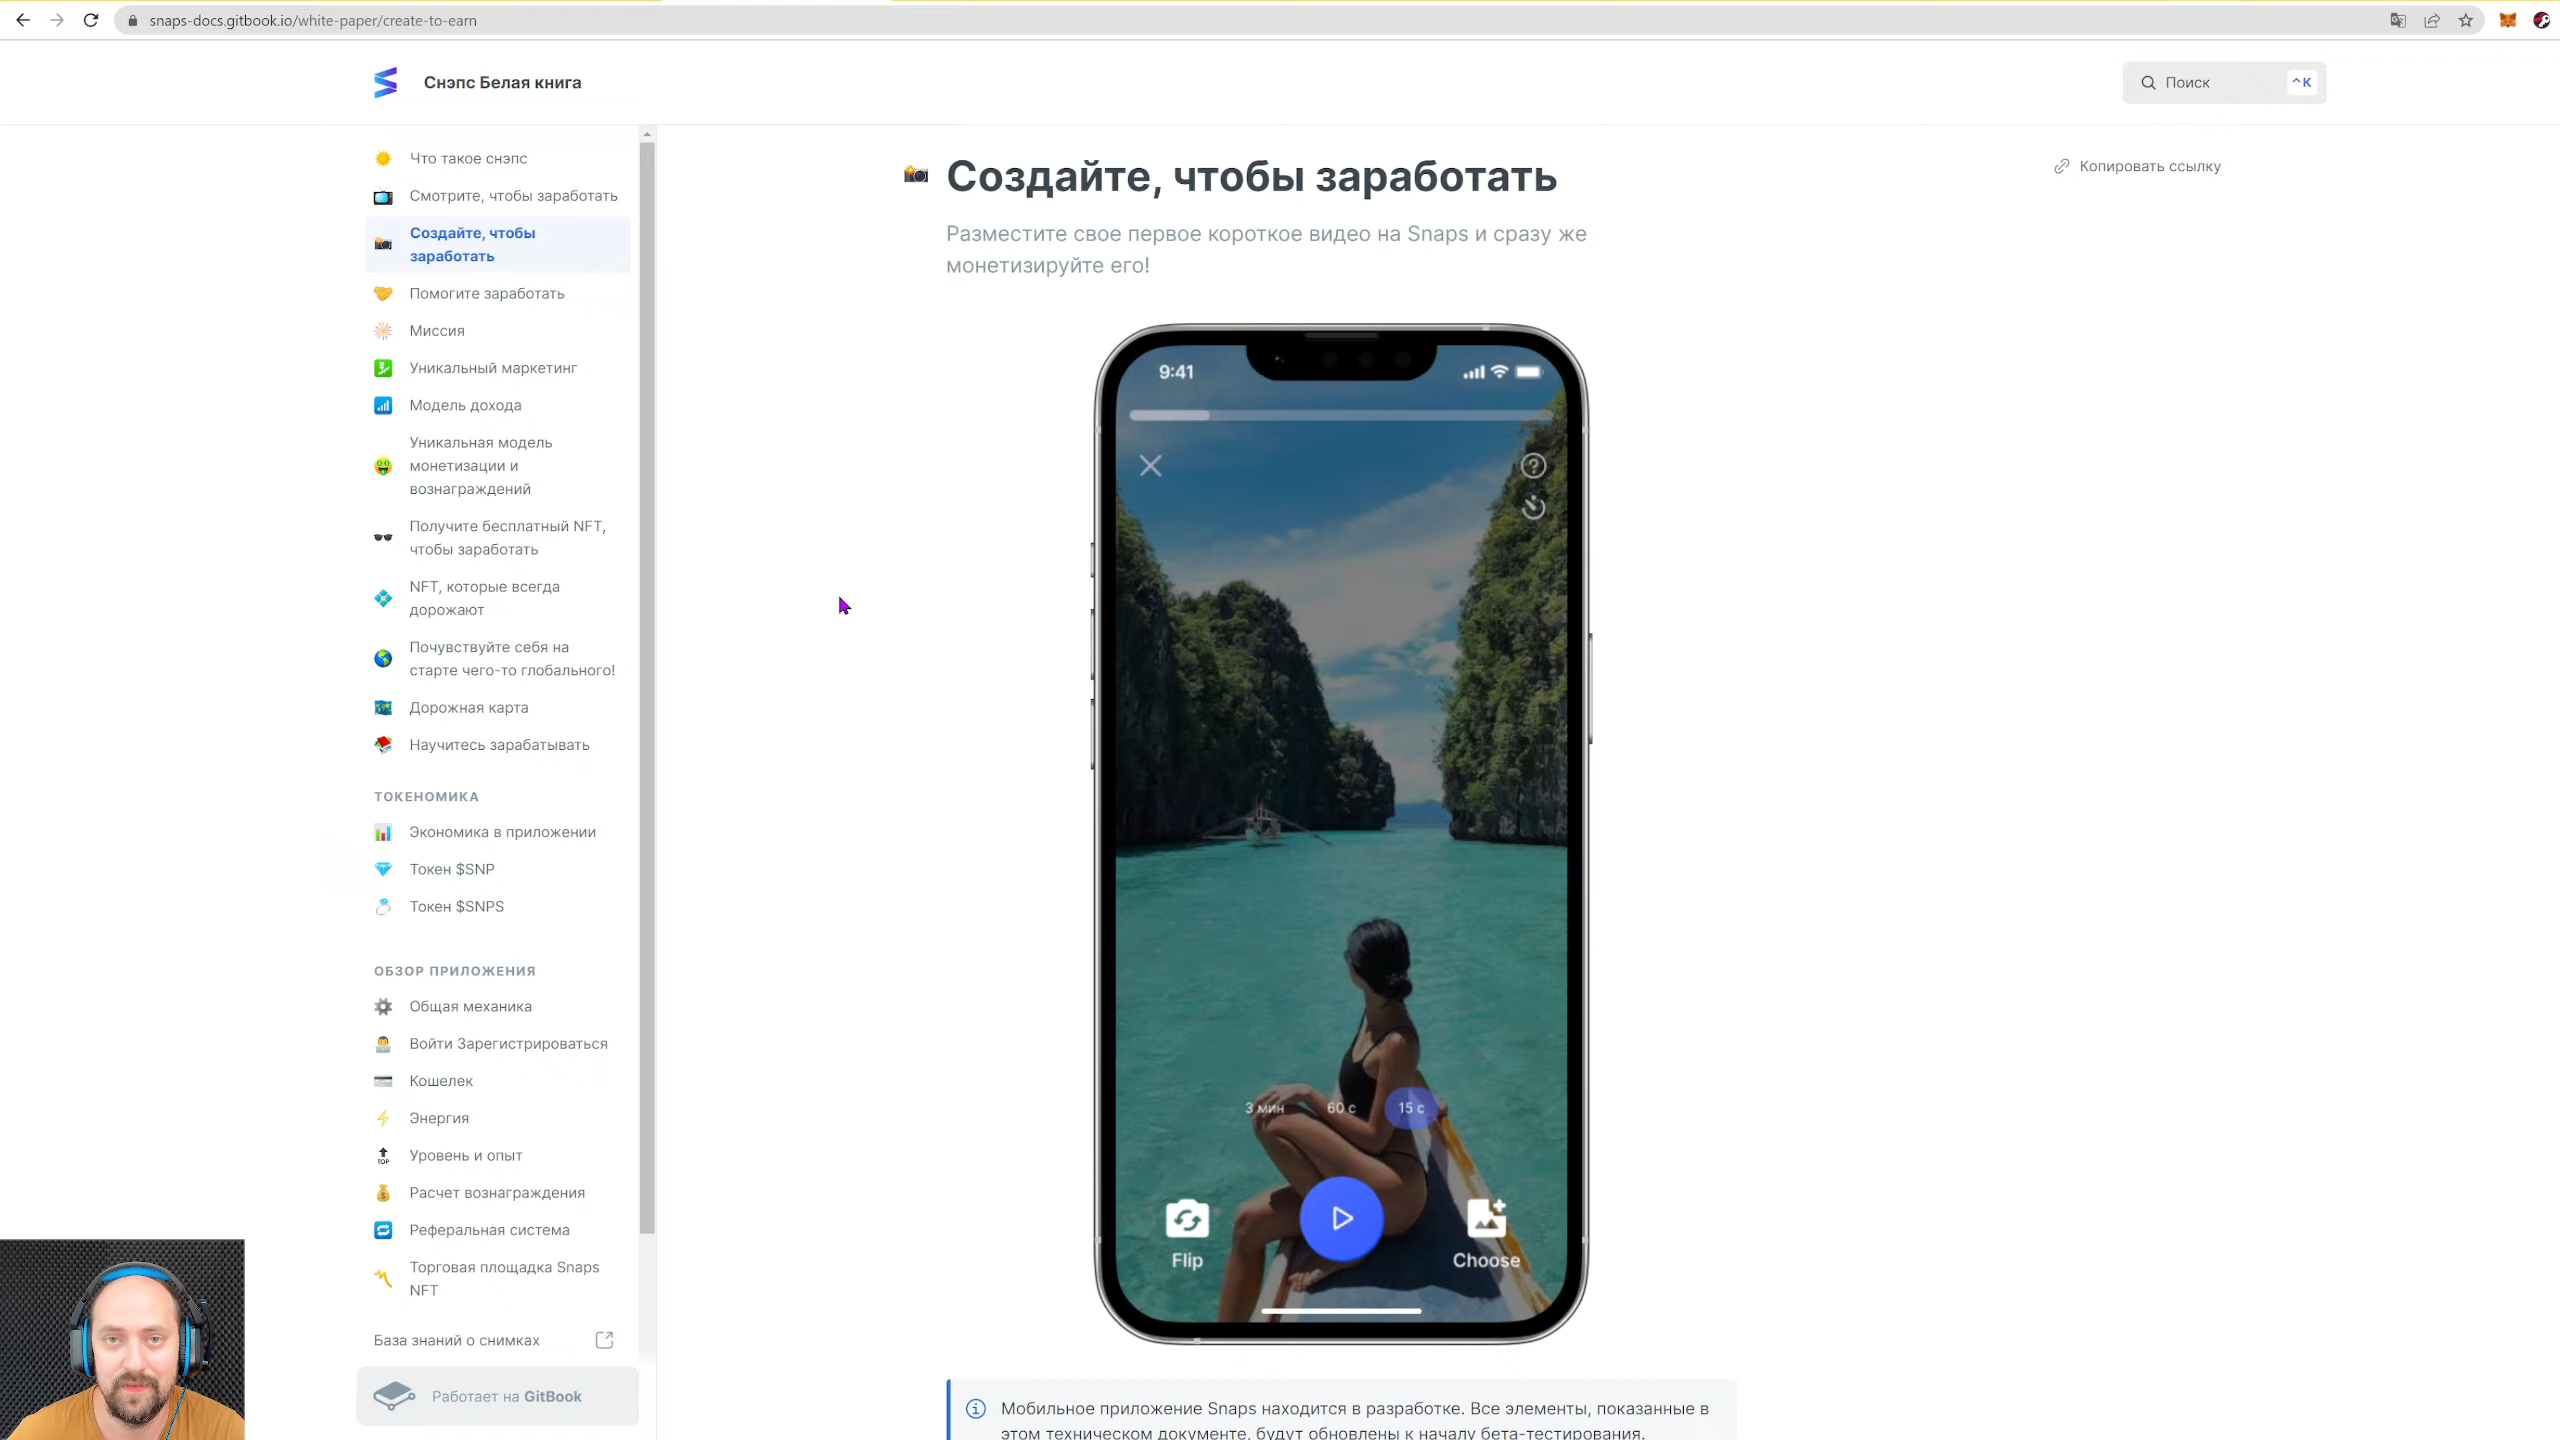 snaps-docs.gitbook.io/white-paper/create-to-earn
Снэпс Белая книга
Поиск
^K
Что такое снэпс
Смотрите, чтобы заработать
Создайте, чтобы
заработать
Помогите заработать
Миссия
Уникальный маркетинг
Модель дохода
Уникальная модель
монетизации и
вознаграждений
Получите бесплатный NFT,
чтобы заработать
NFT, которые всегда
дорожают
Почувствуйте себя на
старте чего-то глобального!
Дорожная карта
Научитесь зарабатывать
ТОКЕНОМИКА
Экономика в приложении
Токен $SNP
Токен $SNPS
ОБЗОР ПРИЛОЖЕНИЯ
Общая механика
Войти Зарегистрироваться
Кошелек
Энергия
TOP
Уровень и опыт
Расчет вознаграждения
Реферальная система
Торговая площадка Snaps
NFT
База знаний о снимках
Работает на GitBook
Создайте, чтобы заработать
Разместите свое первое короткое видео на Snaps и сразу же
монетизируйте его!
Копировать ссылку
9:41
3 мин 60 с 15 с
Flip
Choose
Мобильное приложение Snaps находится в разработке. Все элементы, показанные в
этом техническом документе, будут обновлены к началу бета-тестирования.